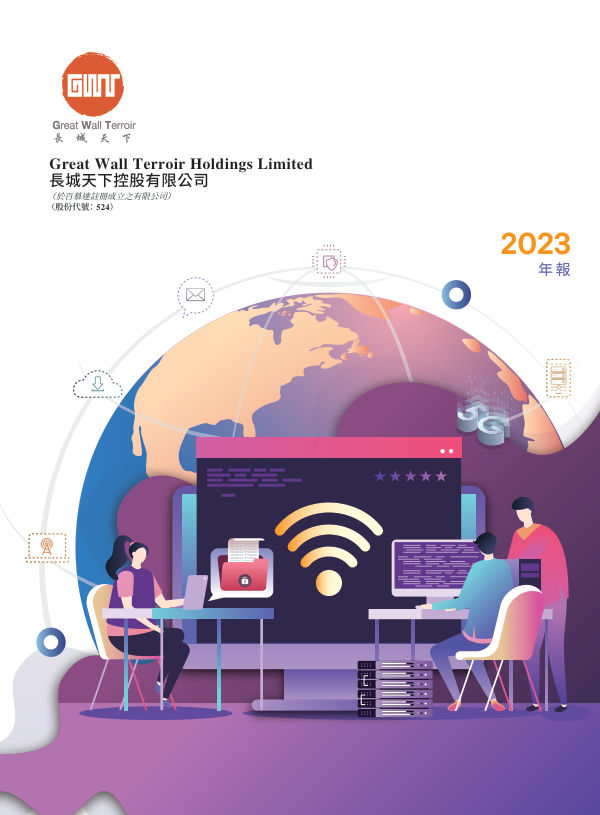 GWT
Great Wall Terroir
長城天下
Great Wall Terroir Holdings Limited
長城天下控股有限公司
（於百慕達註冊成立之有限公司）
（股份代號：524）
2023
年報
5G